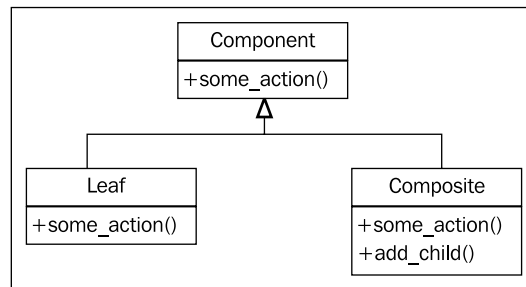 Component
+some_action()
Leaf
+some_action()
Composite
+some_action()
+add_child()